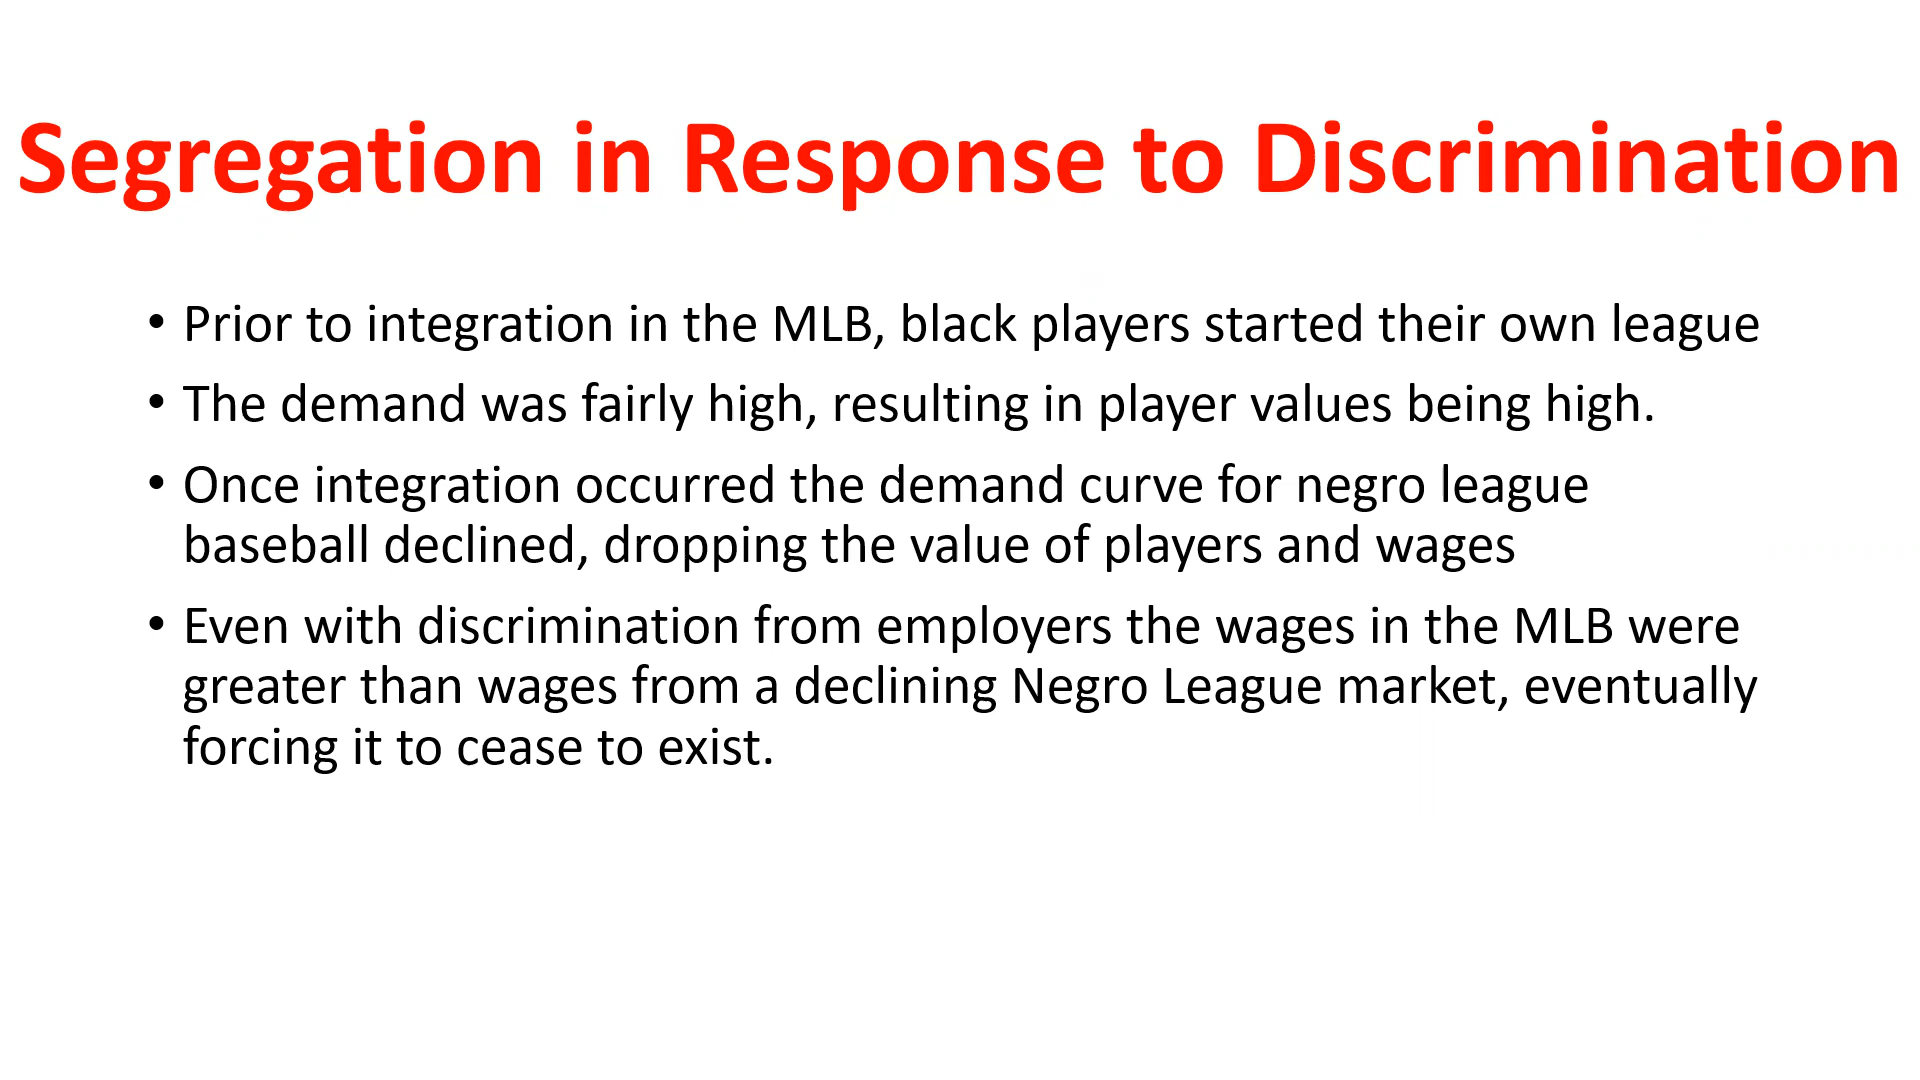 Segregation in Response to Discrimination
• Prior to integration in the MLB, black players started their own league
• The demand was fairly high, resulting in player values being high.
• Once integration occurred the demand curve for negro league
baseball declined, dropping the value of players and wages
• Even with discrimination from employers the wages in the MLB were
greater than wages from a declining Negro League market, eventually
forcing it to cease to exist.